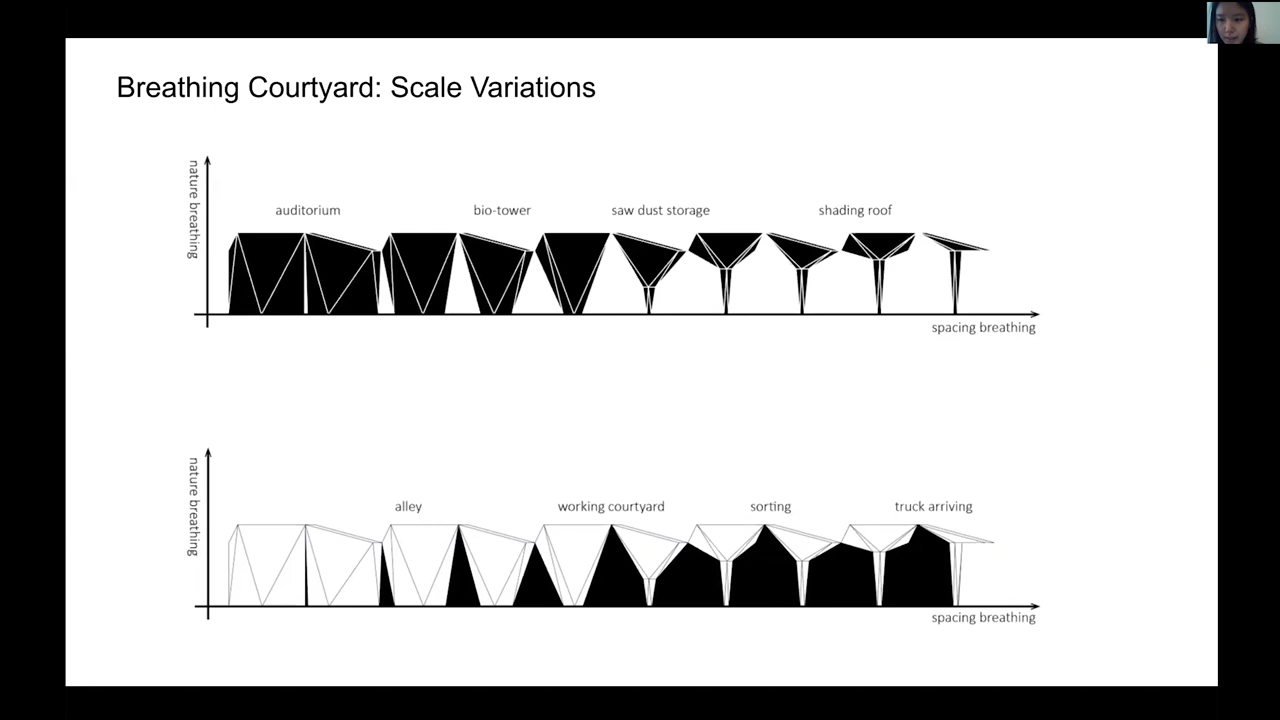 Breathing Courtyard: Scale Variations
nature breathing
auditorium
bio-tower
saw dust storage
shading roof
spacing breathing
nature breathing
alley
working courtyard
sorting
truck arriving
spacing breathing